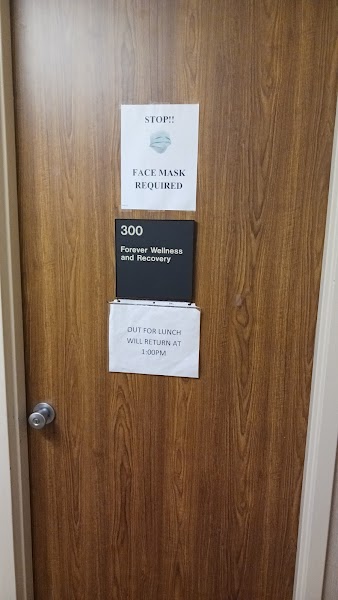 STOP!!
FACE MASK
REQUIRED
300
Forever Wellness
and Recovery
OUT FOR LUNCH
WILL RETURN AT
1:00PM